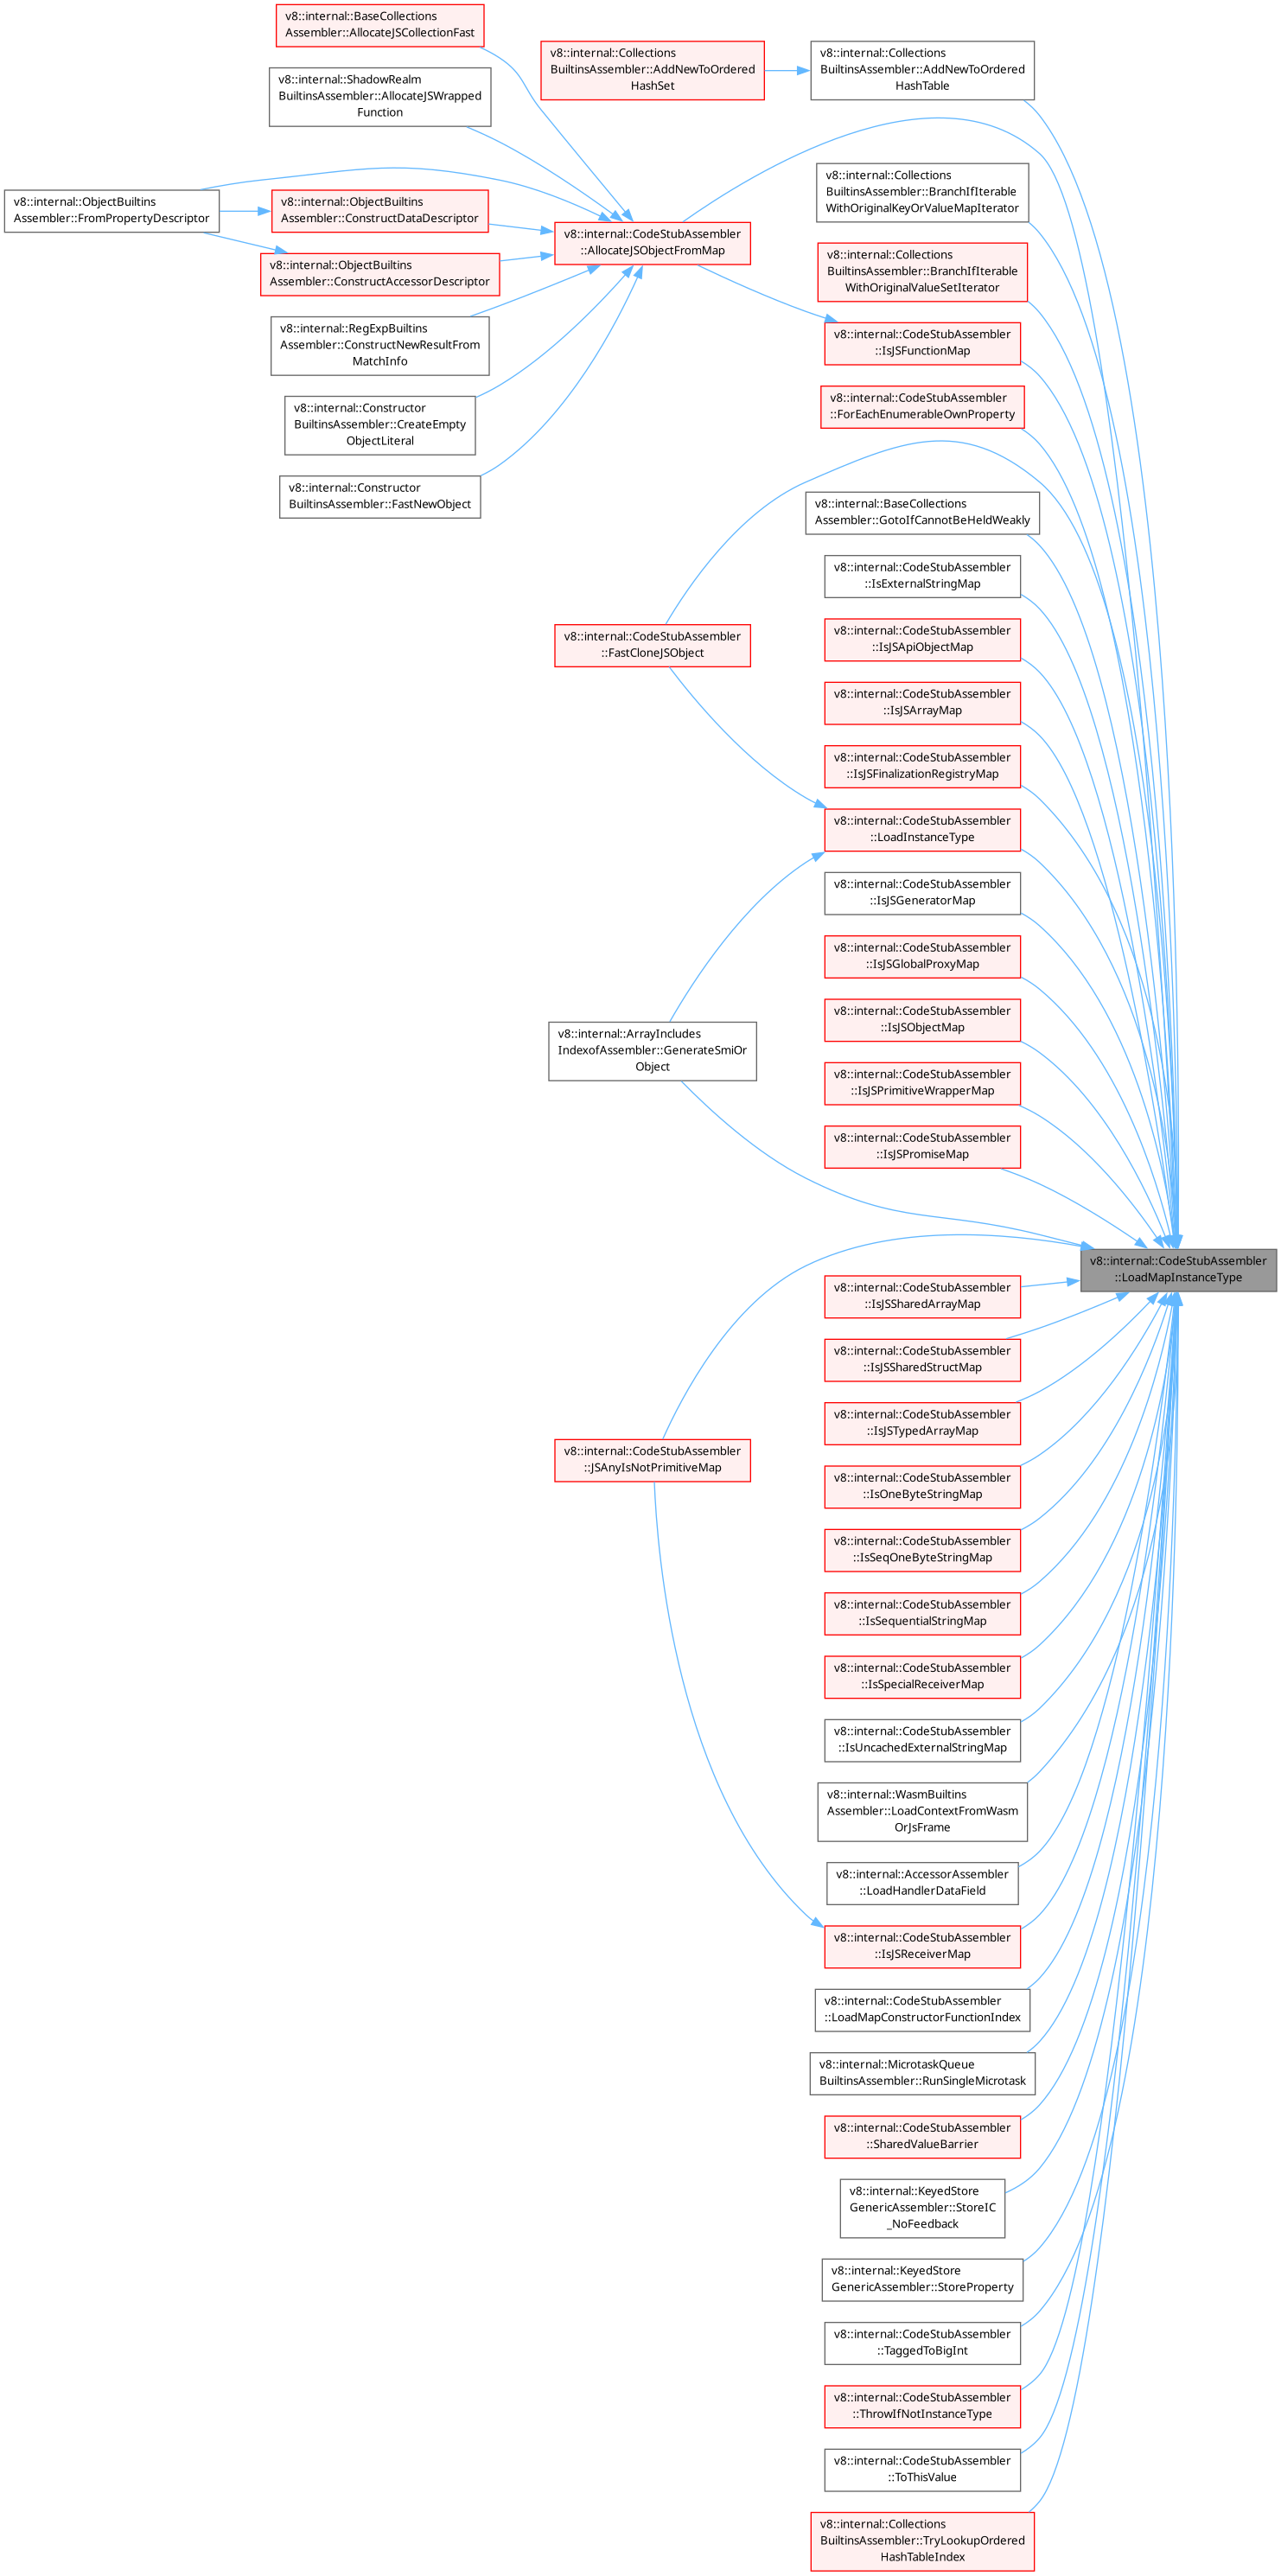 v8::internal::BaseCollections
Assembler::AllocateJSCollectionFast
v8::internal::ShadowRealm
BuiltinsAssembler::AllocateJSWrapped
Function
v8::internal::ObjectBuiltins
Assembler::FromPropertyDescriptor
v8::internal::ObjectBuiltins
Assembler::ConstructDataDescriptor
v8::internal::ObjectBuiltins
Assembler::ConstructAccessorDescriptor
v8::internal::RegExpBuiltins
Assembler::ConstructNewResultFrom
MatchInfo
v8::internal::Constructor
BuiltinsAssembler::CreateEmpty
ObjectLiteral
v8::internal::Constructor
BuiltinsAssembler::FastNewObject
v8::internal::Collections
BuiltinsAssembler::AddNewToOrdered
HashSet
v8::internal::CodeStubAssembler
::AllocateJSObjectFromMap
v8::internal::CodeStubAssembler
::FastCloneJSObject
v8::internal::ArrayIncludes
IndexofAssembler::GenerateSmiOr
Object
v8::internal::CodeStubAssembler
::JSAnyIsNotPrimitiveMap
v8::internal::Collections
BuiltinsAssembler::AddNewToOrdered
HashTable
v8::internal::Collections
BuiltinsAssembler::BranchIfIterable
WithOriginalKeyOrValueMapIterator
v8::internal::Collections
BuiltinsAssembler::BranchIfIterable
WithOriginalValueSetIterator
v8::internal::CodeStubAssembler
::IsJSFunctionMap
v8::internal::CodeStubAssembler
::ForEachEnumerableOwnProperty
v8::internal::BaseCollections
Assembler::GotoIfCannotBeHeldWeakly
v8::internal::CodeStubAssembler
::IsExternalStringMap
v8::internal::CodeStubAssembler
::IsJSApiObjectMap
v8::internal::CodeStubAssembler
::IsJSArrayMap
v8::internal::CodeStubAssembler
::IsJSFinalizationRegistryMap
v8::internal::CodeStubAssembler
::LoadInstanceType
v8::internal::CodeStubAssembler
::IsJSGeneratorMap
v8::internal::CodeStubAssembler
::IsJSGlobalProxyMap
v8::internal::CodeStubAssembler
::IsJSObjectMap
v8::internal::CodeStubAssembler
::IsJSPrimitiveWrapperMap
v8::internal::CodeStubAssembler
::IsJSPromiseMap
v8::internal::CodeStubAssembler
::LoadMapInstanceType
v8::internal::CodeStubAssembler
::IsJSSharedArrayMap
v8::internal::CodeStubAssembler
::IsJSSharedStructMap
v8::internal::CodeStubAssembler
::IsJSTypedArrayMap
v8::internal::CodeStubAssembler
::IsOneByteStringMap
v8::internal::CodeStubAssembler
::IsSeqOneByteStringMap
v8::internal::CodeStubAssembler
::IsSequentialStringMap
v8::internal::CodeStubAssembler
::IsSpecialReceiverMap
v8::internal::CodeStubAssembler
::IsUncachedExternalStringMap
v8::internal::WasmBuiltins
Assembler::LoadContextFromWasm
OrJsFrame
v8::internal::AccessorAssembler
::LoadHandlerDataField
v8::internal::CodeStubAssembler
::IsJSReceiverMap
v8::internal::CodeStubAssembler
::LoadMapConstructorFunctionIndex
v8::internal::MicrotaskQueue
BuiltinsAssembler::RunSingleMicrotask
v8::internal::CodeStubAssembler
::SharedValueBarrier
v8::internal::KeyedStore
GenericAssembler::StoreIC
_NoFeedback
v8::internal::KeyedStore
GenericAssembler::StoreProperty
v8::internal::CodeStubAssembler
::TaggedToBigInt
v8::internal::CodeStubAssembler
::ThrowIfNotInstanceType
v8::internal::CodeStubAssembler
::ToThisValue
v8::internal::Collections
BuiltinsAssembler::TryLookupOrdered
HashTableIndex